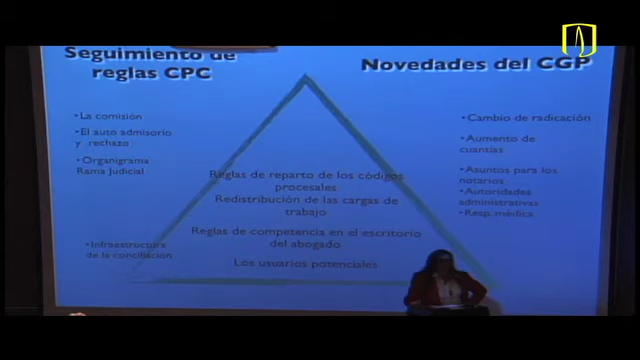 Seguimiento de
reglas CPC
• La comisión
• El auto admisorio
y rechazo
• Organigrama
Rama Judicial
• Infraestructura
de la conciliación
Reglas de reparto de los códigos
procesales
Redistribución de las cargas de
trabajo
Reglas de competencia en el escritorio
del abogado
Los usuarios potenciales
Novedades del CGP
• Cambio de radicación
• Aumento de
cuantías
• Asuntos para los
notarios
• Autoridades
administrativas
• Resp. médica